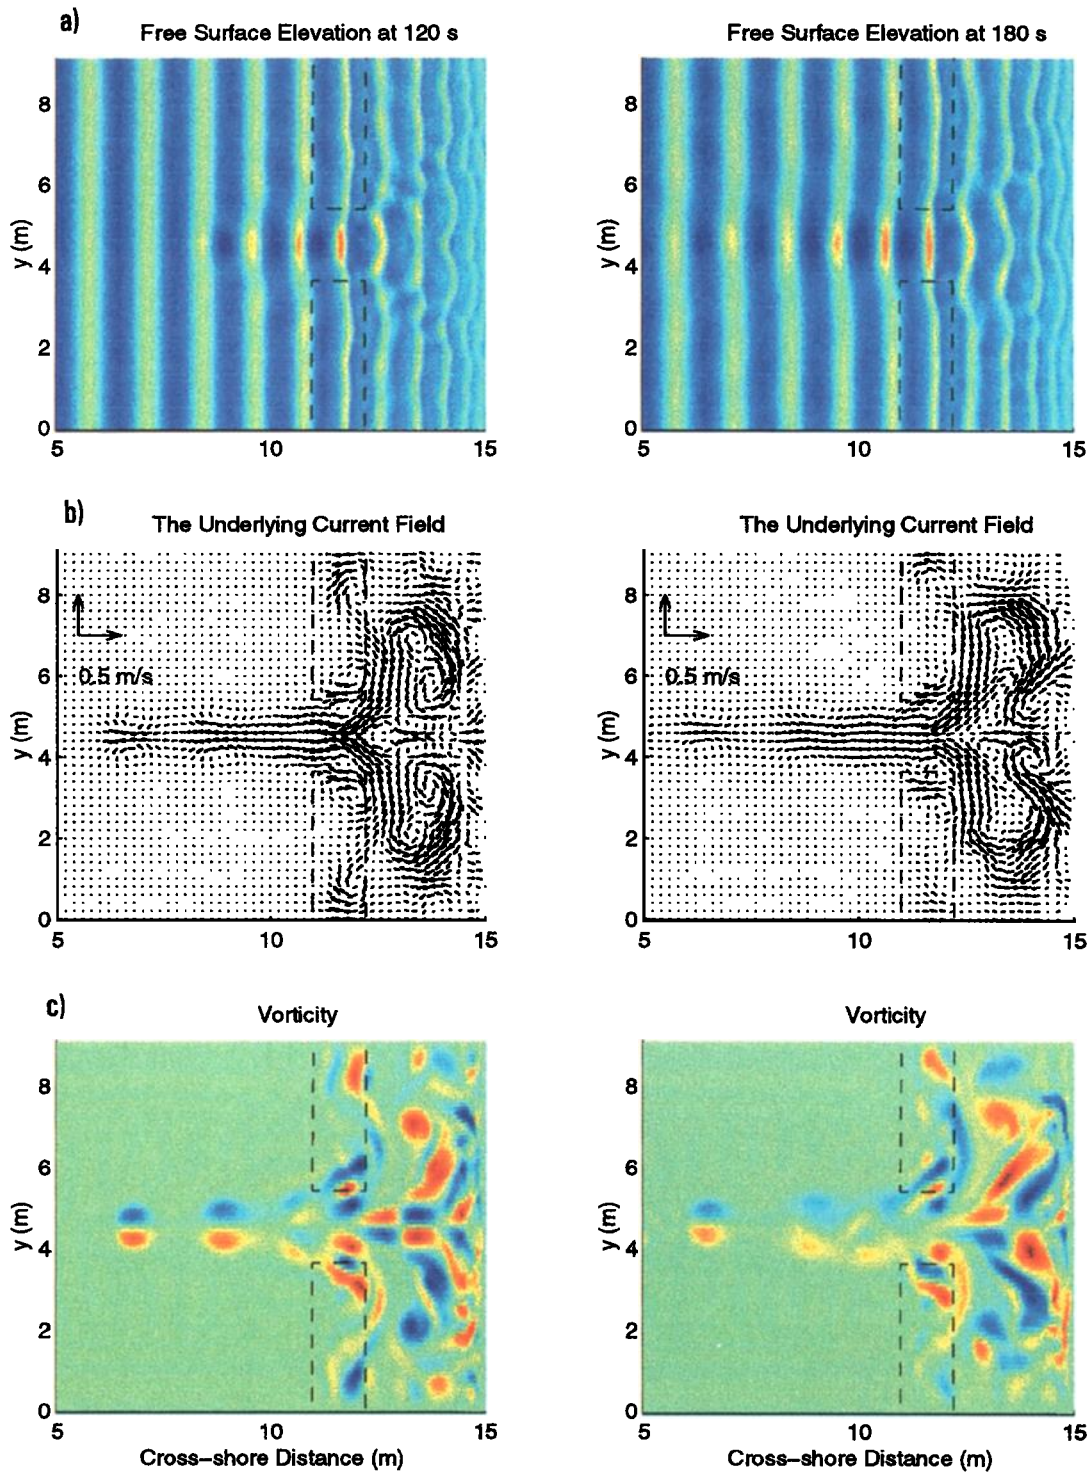 a)
Free Surface Elevation at 120 s
Free Surface Elevation at 180 s
8
6
4
2
0
y (m)
5
10
15
8
6
4
2
0
y (m)
5
10
15
b)
The Underlying Current Field
The Underlying Current Field
8
6
4
2
0
y (m)
0.5 m/s
5
10
15
8
6
4
2
0
y (m)
0.5 m/s
5
10
15
c)
Vorticity
Vorticity
8
6
4
2
0
y (m)
5
10
15
Cross-shore Distance (m)
8
6
4
2
0
y (m)
5
10
15
Cross-shore Distance (m)